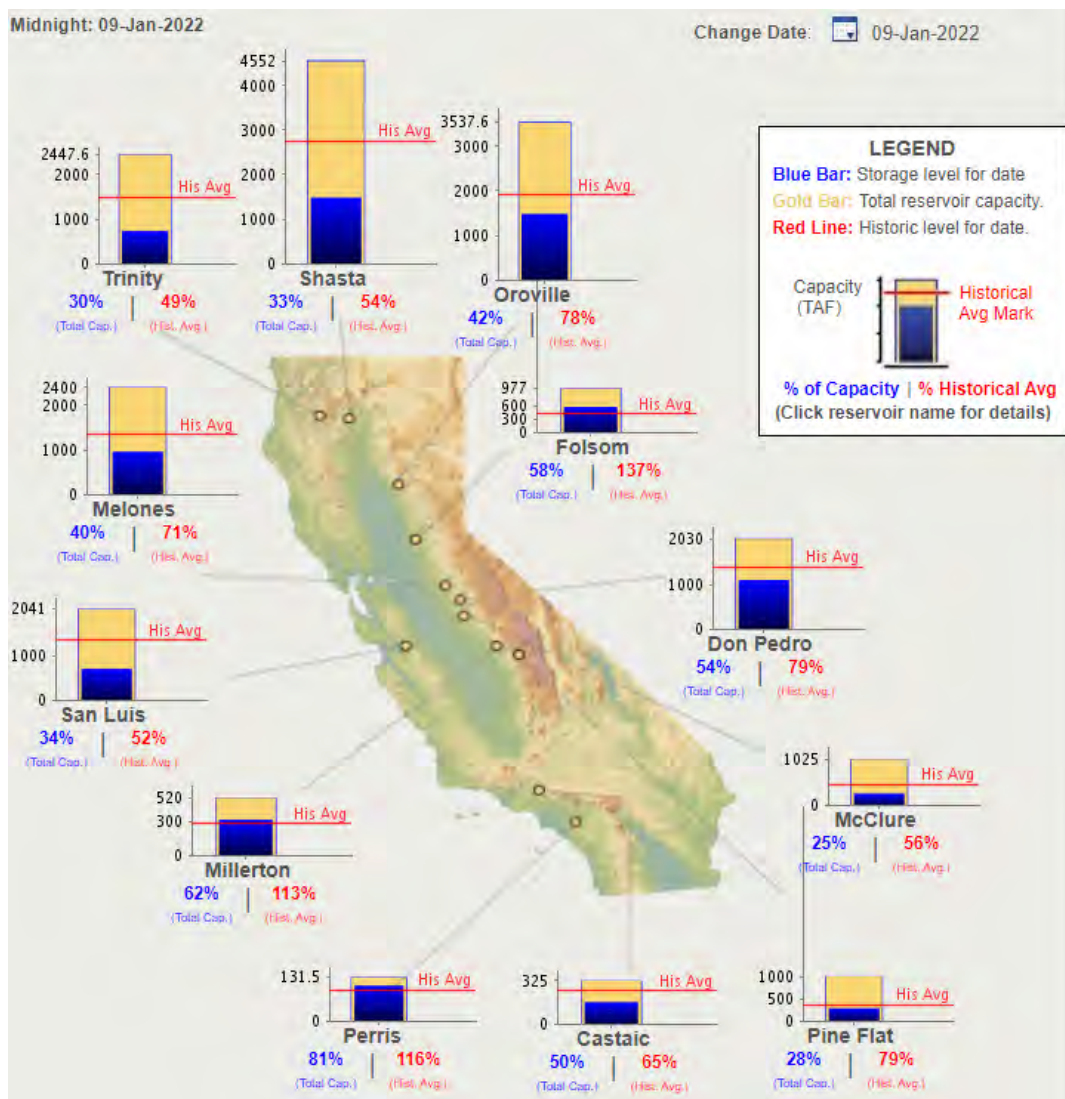 Midnight: 09-Jan-2022
Change Date: 09-Jan-2022
4552
4000
3000
2000
1000
0
His Avg
Shasta
33% | 54%
(Total Cap.) (Hist. Avg.)
2447.6
2000
1000
0
His Avg
Trinity
30% | 49%
(Total Cap.) (Hist. Avg.)
3537.6
3000
2000
1000
0
His Avg
Oroville
42% | 78%
(Total Cap.) (Hist. Avg.)
LEGEND
Blue Bar: Storage level for date
Gold Bar: Total reservoir capacity.
Red Line: Historic level for date.
Capacity
(TAF)
Historical
Avg Mark
% of Capacity | % Historical Avg
(Click reservoir name for details)
2400
2000
1000
0
His Avg
Melones
40% | 71%
(Total Cap.) (Hist. Avg.)
977
600
300
0
His Avg
Folsom
58% | 137%
(Total Cap.) (Hist. Avg.)
2030
1000
0
His Avg
Don Pedro
54% | 79%
(Total Cap.) (Hist. Avg.)
2041
1000
0
His Avg
San Luis
34% | 52%
(Total Cap.) (Hist. Avg.)
1025
0
His Avg
McClure
25% | 56%
(Total Cap.) (Hist. Avg.)
520
300
0
His Avg
Millerton
62% | 113%
(Total Cap.) (Hist. Avg.)
131.5
0
His Avg
Perris
81% | 116%
(Total Cap.) (Hist. Avg.)
325
0
His Avg
Castaic
50% | 65%
(Total Cap.) (Hist. Avg.)
1000
500
0
His Avg
Pine Flat
28% | 79%
(Total Cap.) (Hist. Avg.)